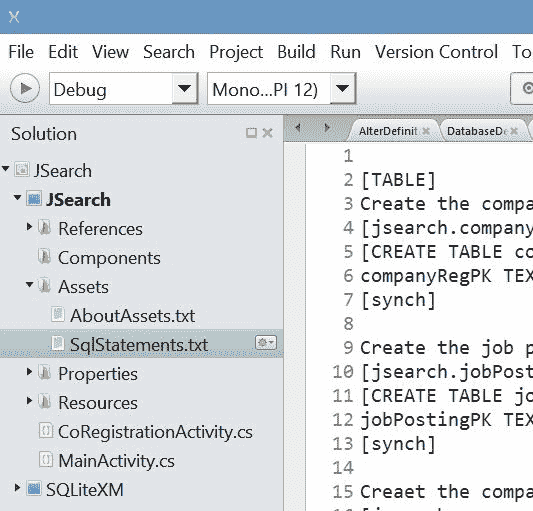 X
File Edit View Search Project Build Run Version Control To
Debug Mono...PI 12)
Solution
AlterDefinit DatabaseDe
JSearch
JSearch
References
Components
Assets
AboutAssets.txt
SqlStatements.txt
Properties
Resources
CoRegistrationActivity.cs
MainActivity.cs
SQLiteXM
1
2 [TABLE]
3 Create the compa
4 [jsearch.company
5 [CREATE TABLE co
6 companyRegPK TEX
7 [synch]
8
9 Create the job p
10 [jsearch.jobPost
11 [CREATE TABLE jo
12 jobPostingPK TEX
13 [synch]
14
15 Creaet the compa